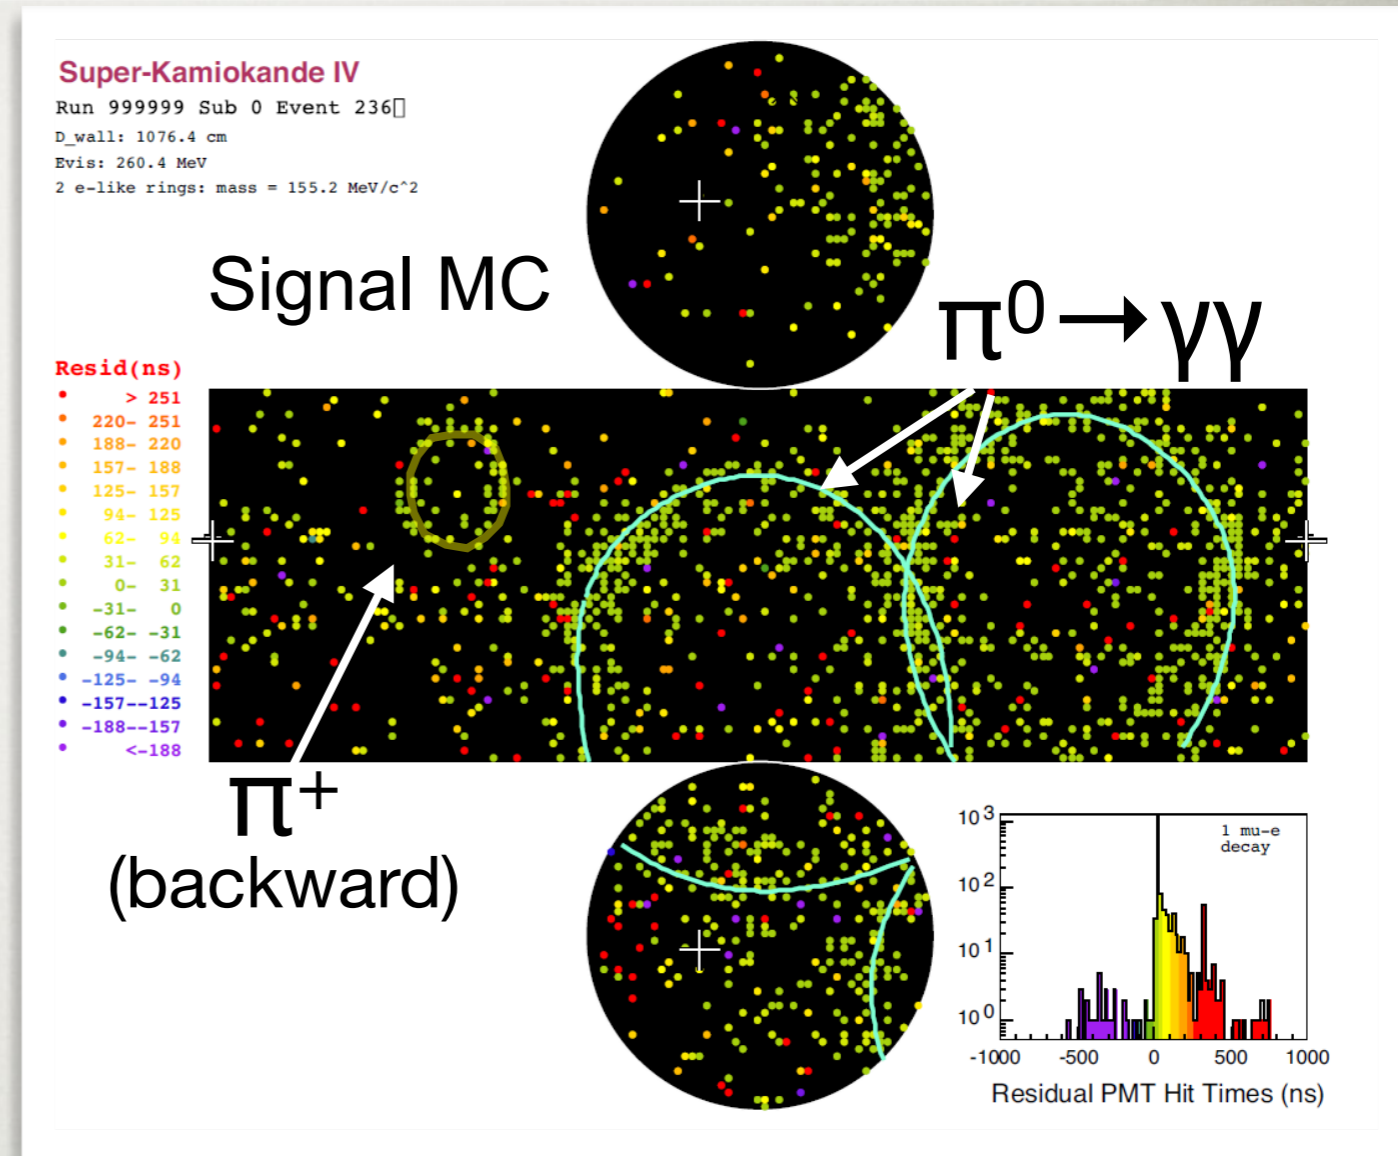 Super-Kamiokande IV
Run 999999 Sub 0 Event 236
D_wall: 1076.4 cm
Evis: 260.4 MeV
2 e-like rings: mass = 155.2 MeV/c^2
Signal MC
π⁰→γγ
Resid(ns)
> 251
220- 251
188- 220
157- 188
125- 157
94- 125
62- 94
31- 62
0- 31
-31- 0
-62- -31
-94- -62
-125- -94
-157--125
-188--157
<-188
π⁺
(backward)
1 mu-e
decay
10³
10²
10¹
10⁰
-1000 -500 0 500 1000
Residual PMT Hit Times (ns)